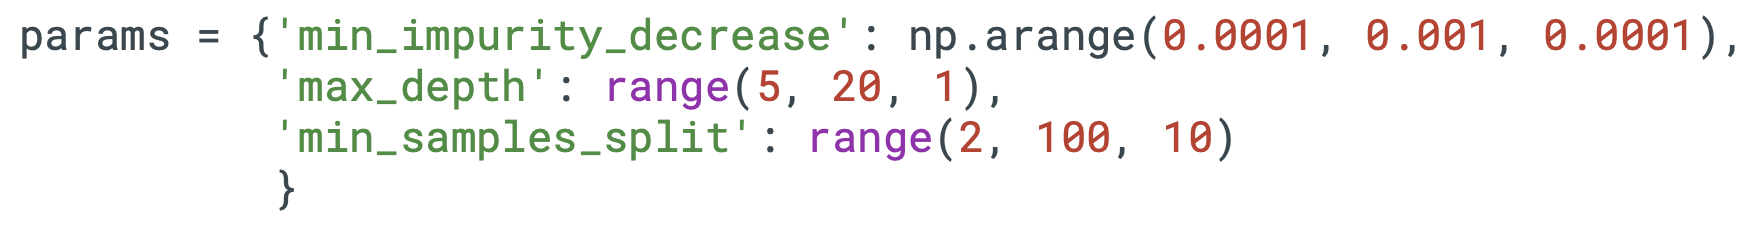 params = {'min_impurity_decrease': np.arange(0.0001, 0.001, 0.0001),
'max_depth': range(5, 20, 1),
'min_samples_split': range(2, 100, 10)
}